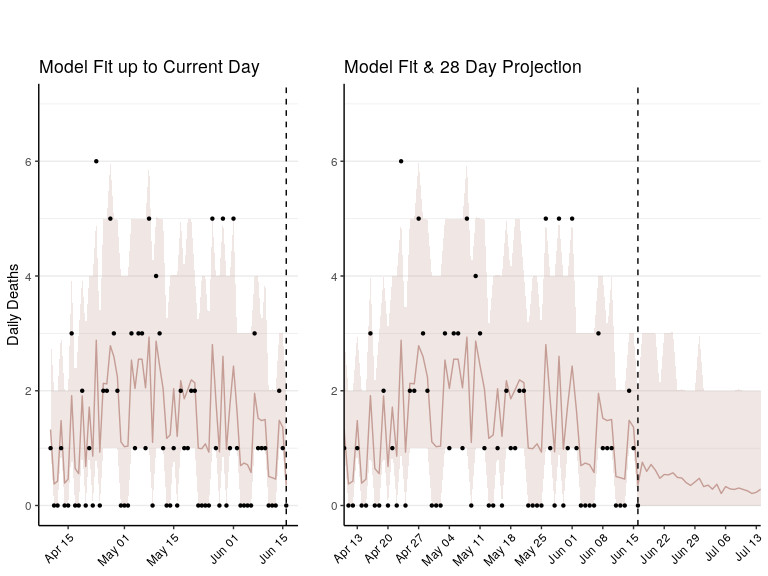 Model Fit up to Current Day
Model Fit & 28 Day Projection
Daily Deaths
6
4
2
0
6
4
2
0
Apr 15
May 01
May 15
Jun 01
Jun 15
Apr 13
Apr 20
Apr 27
May 04
May 11
May 18
May 25
Jun 01
Jun 08
Jun 15
Jun 22
Jun 29
Jul 06
Jul 13